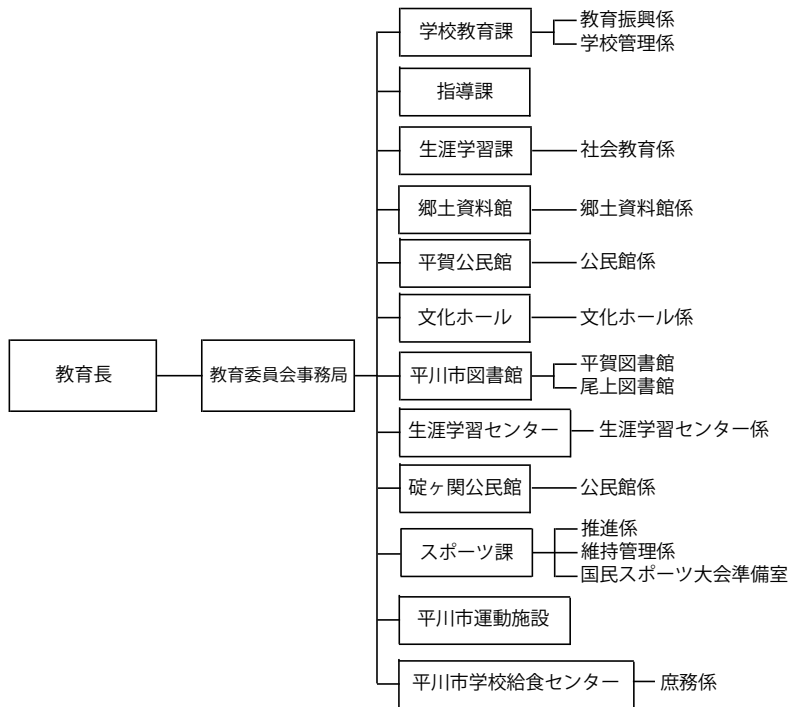 学校教育課
教育振興係
学校管理係
指導課
生涯学習課
社会教育係
郷土資料館
郷土資料館係
平賀公民館
公民館係
文化ホール
文化ホール係
教育長
教育委員会事務局
平川市図書館
平賀図書館
尾上図書館
生涯学習センター
生涯学習センター係
碇ヶ関公民館
公民館係
スポーツ課
推進係
維持管理係
国民スポーツ大会準備室
平川市運動施設
平川市学校給食センター
庶務係